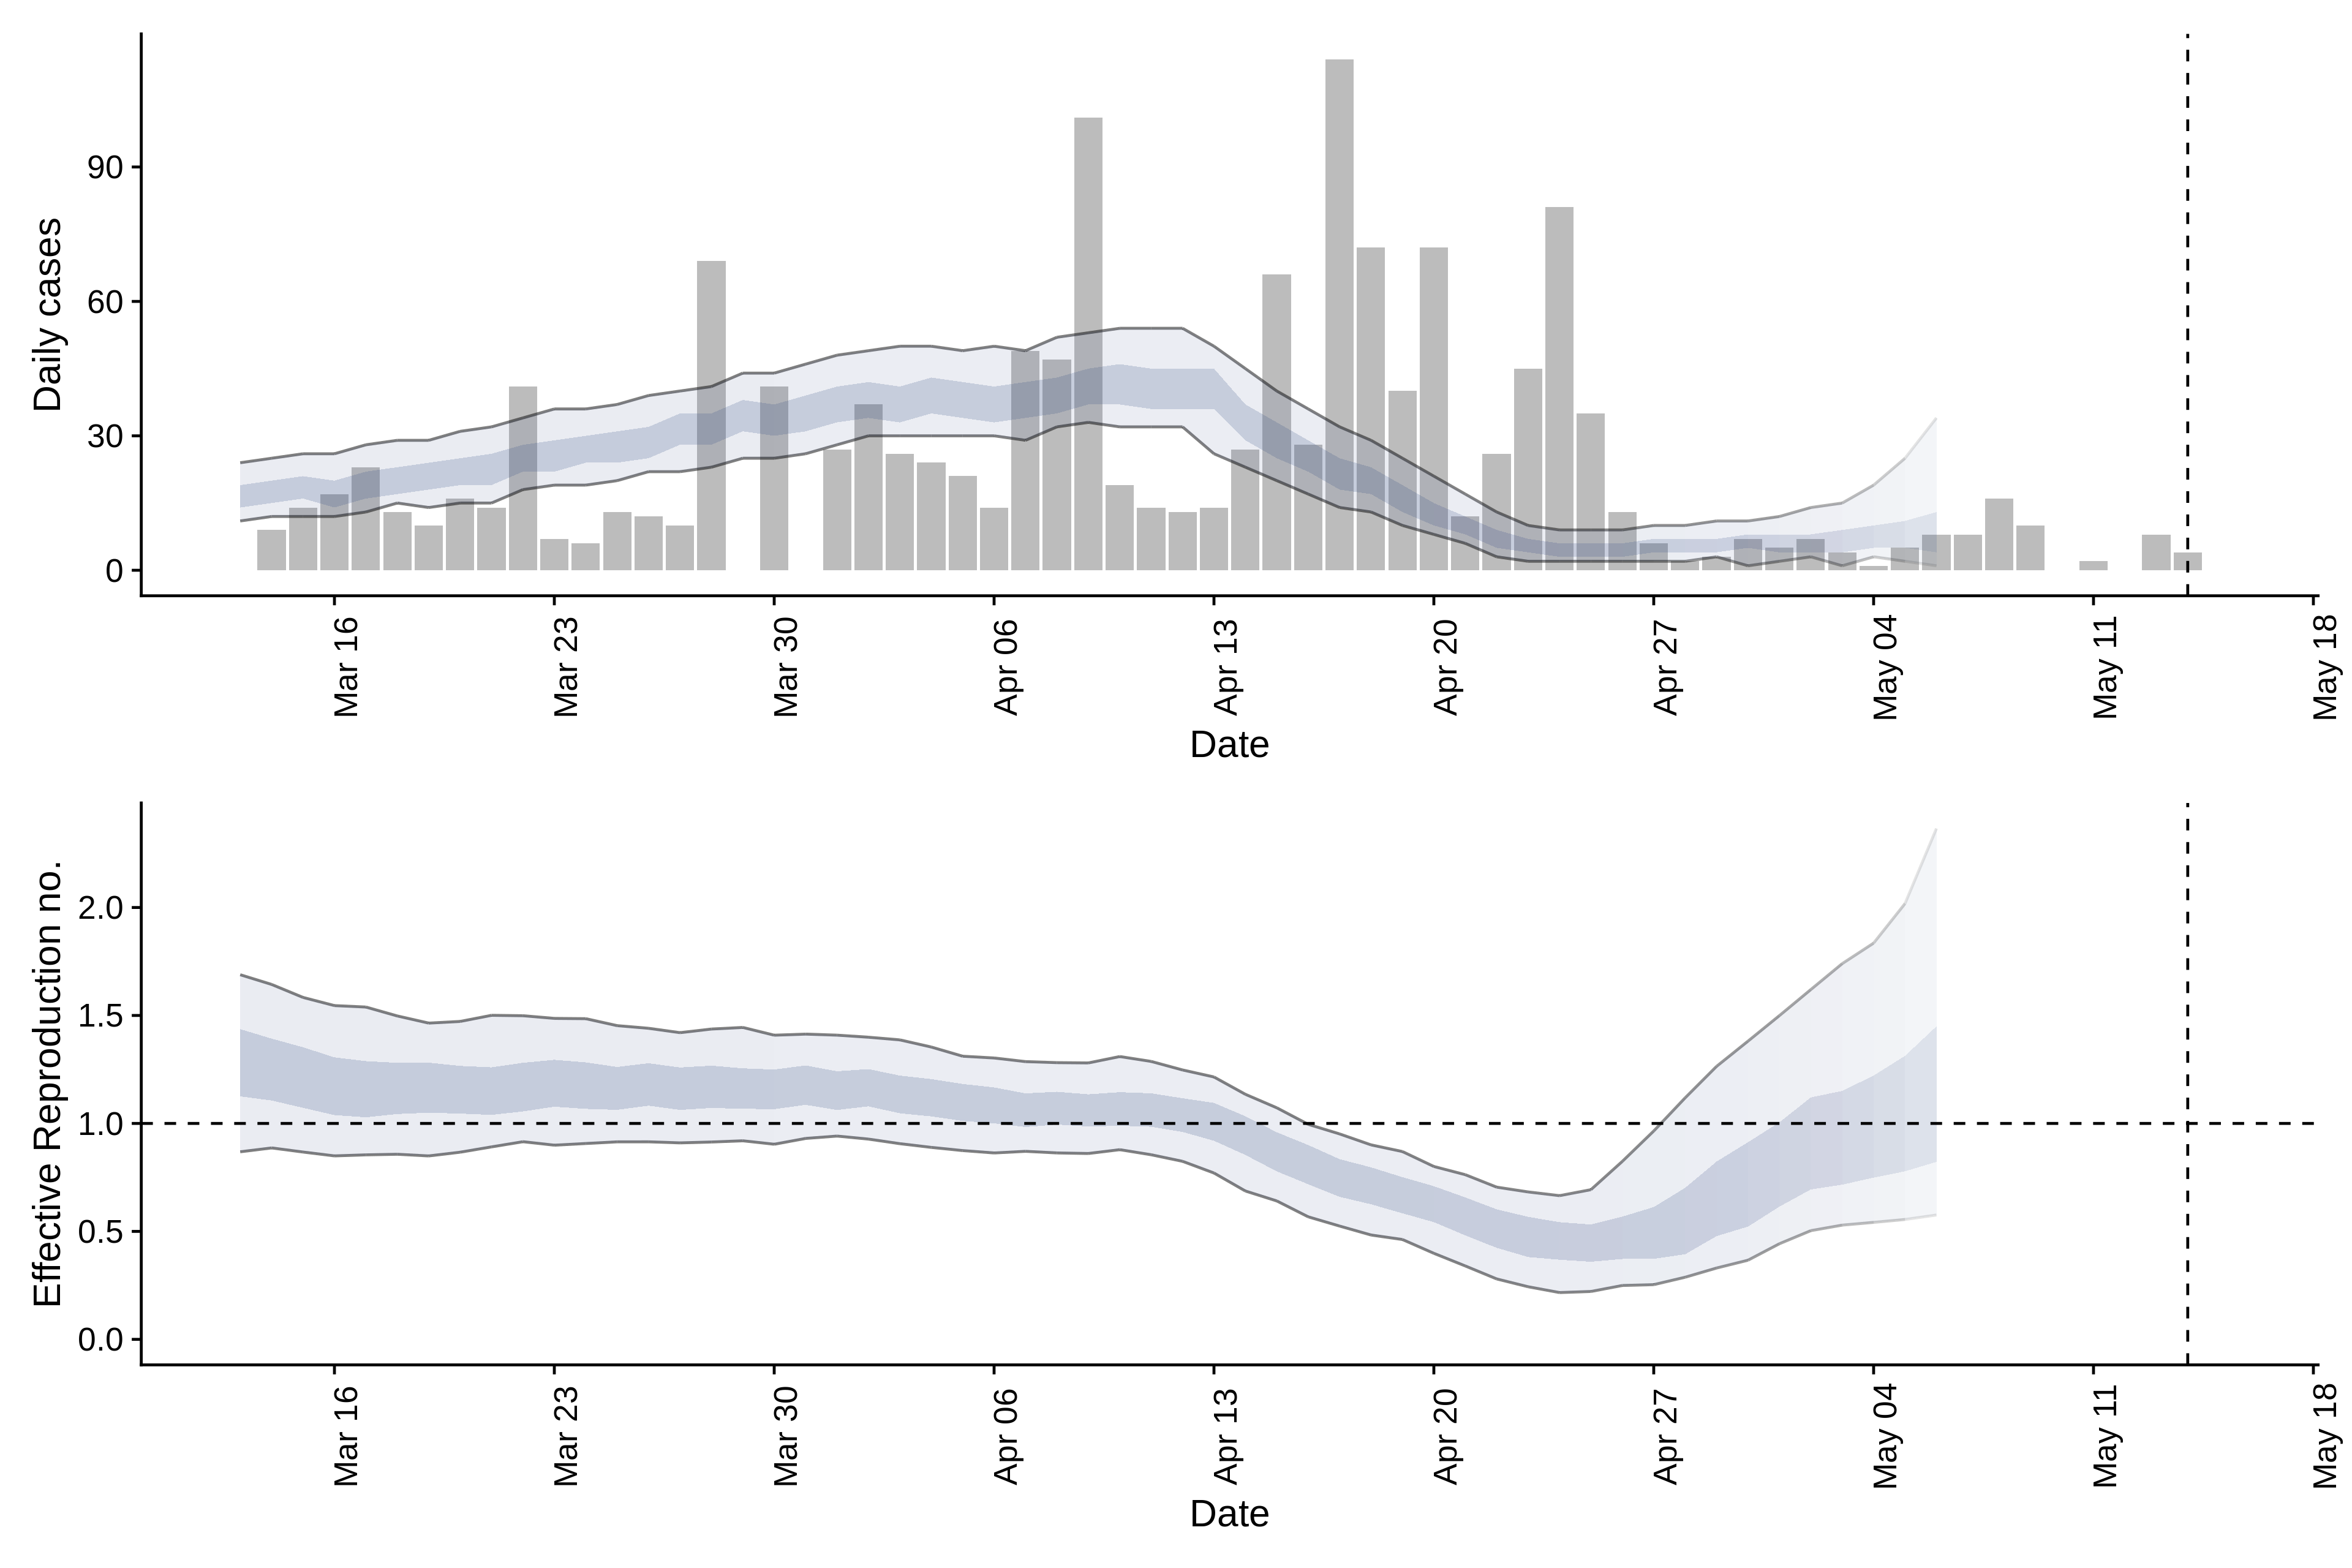 Daily cases
90
60
30
0
Mar 16
Mar 23
Mar 30
Apr 06
Apr 13
Apr 20
Apr 27
May 04
May 11
May 18
Date
Effective Reproduction no.
2.0
1.5
1.0
0.5
0.0
Mar 16
Mar 23
Mar 30
Apr 06
Apr 13
Apr 20
Apr 27
May 04
May 11
May 18
Date